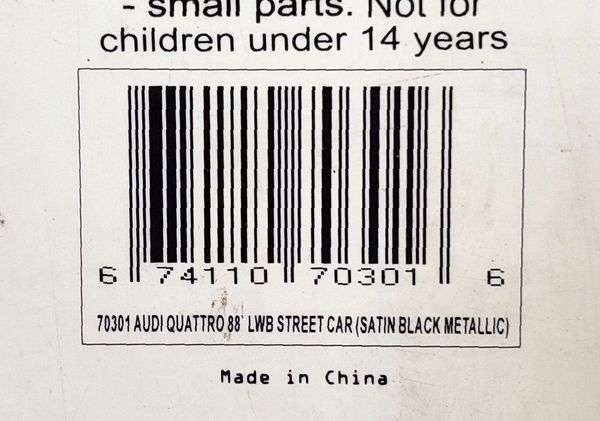 - small parts. Not for
children under 14 years
6 74110 70301 6
70301 AUDI QUATTRO 88' LWB STREET CAR (SATIN BLACK METALLIC)
Made in China